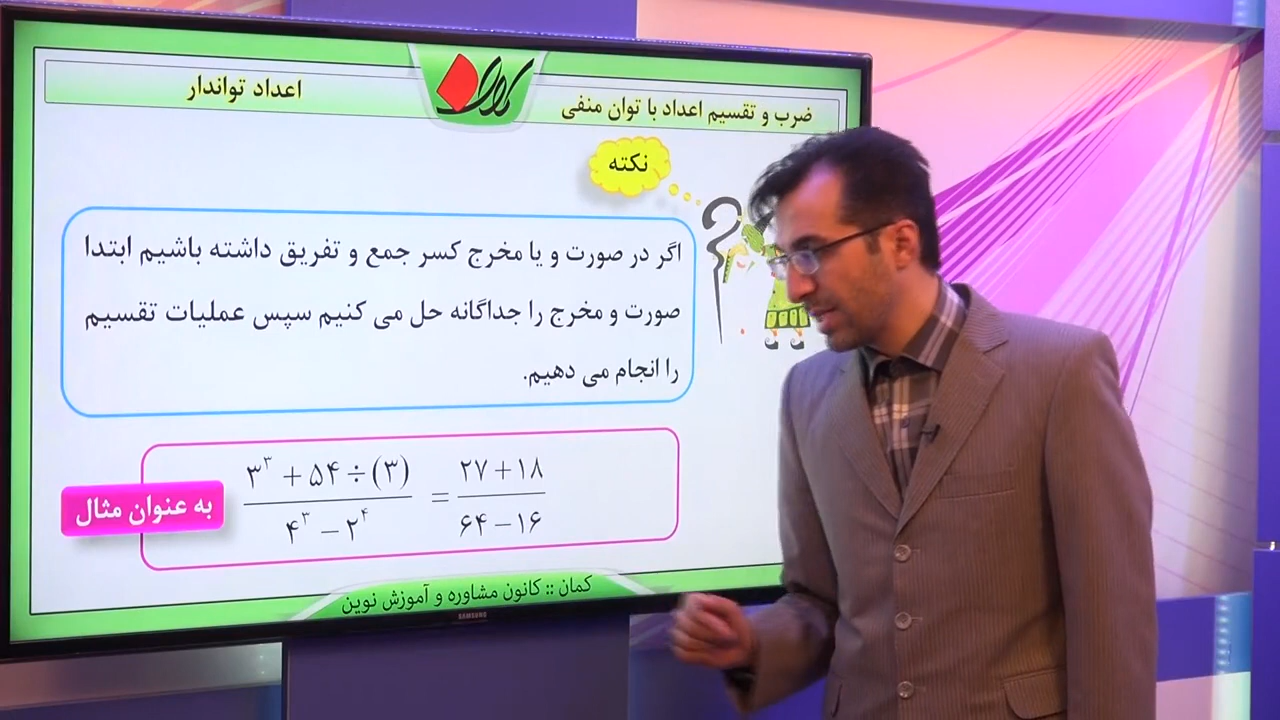 ضرب و تقسیم اعداد با توان منفی
اعداد تواندار
نکته
اگر در صورت و یا مخرج کسر جمع و تفریق داشته باشیم ابتدا
صورت و مخرج را جداگانه حل می کنیم سپس عملیات تقسیم
را انجام می دهیم.
به عنوان مثال
۳^۳ + ۵۴ ÷ (۳) / ۴^۳ − ۲^۴ = ۲۷ + ۱۸ / ۶۴ − ۱۶
کمان :: کانون مشاوره و آموزش نوین
SAMSUNG